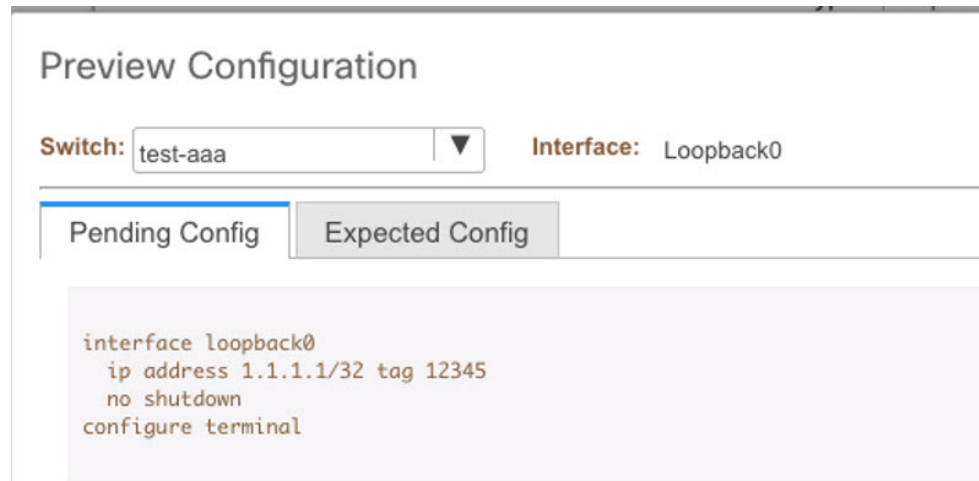 Preview Configuration
Switch: test-aaa Interface: Loopback0
Pending Config Expected Config
interface loopback0
  ip address 1.1.1.1/32 tag 12345
  no shutdown
configure terminal